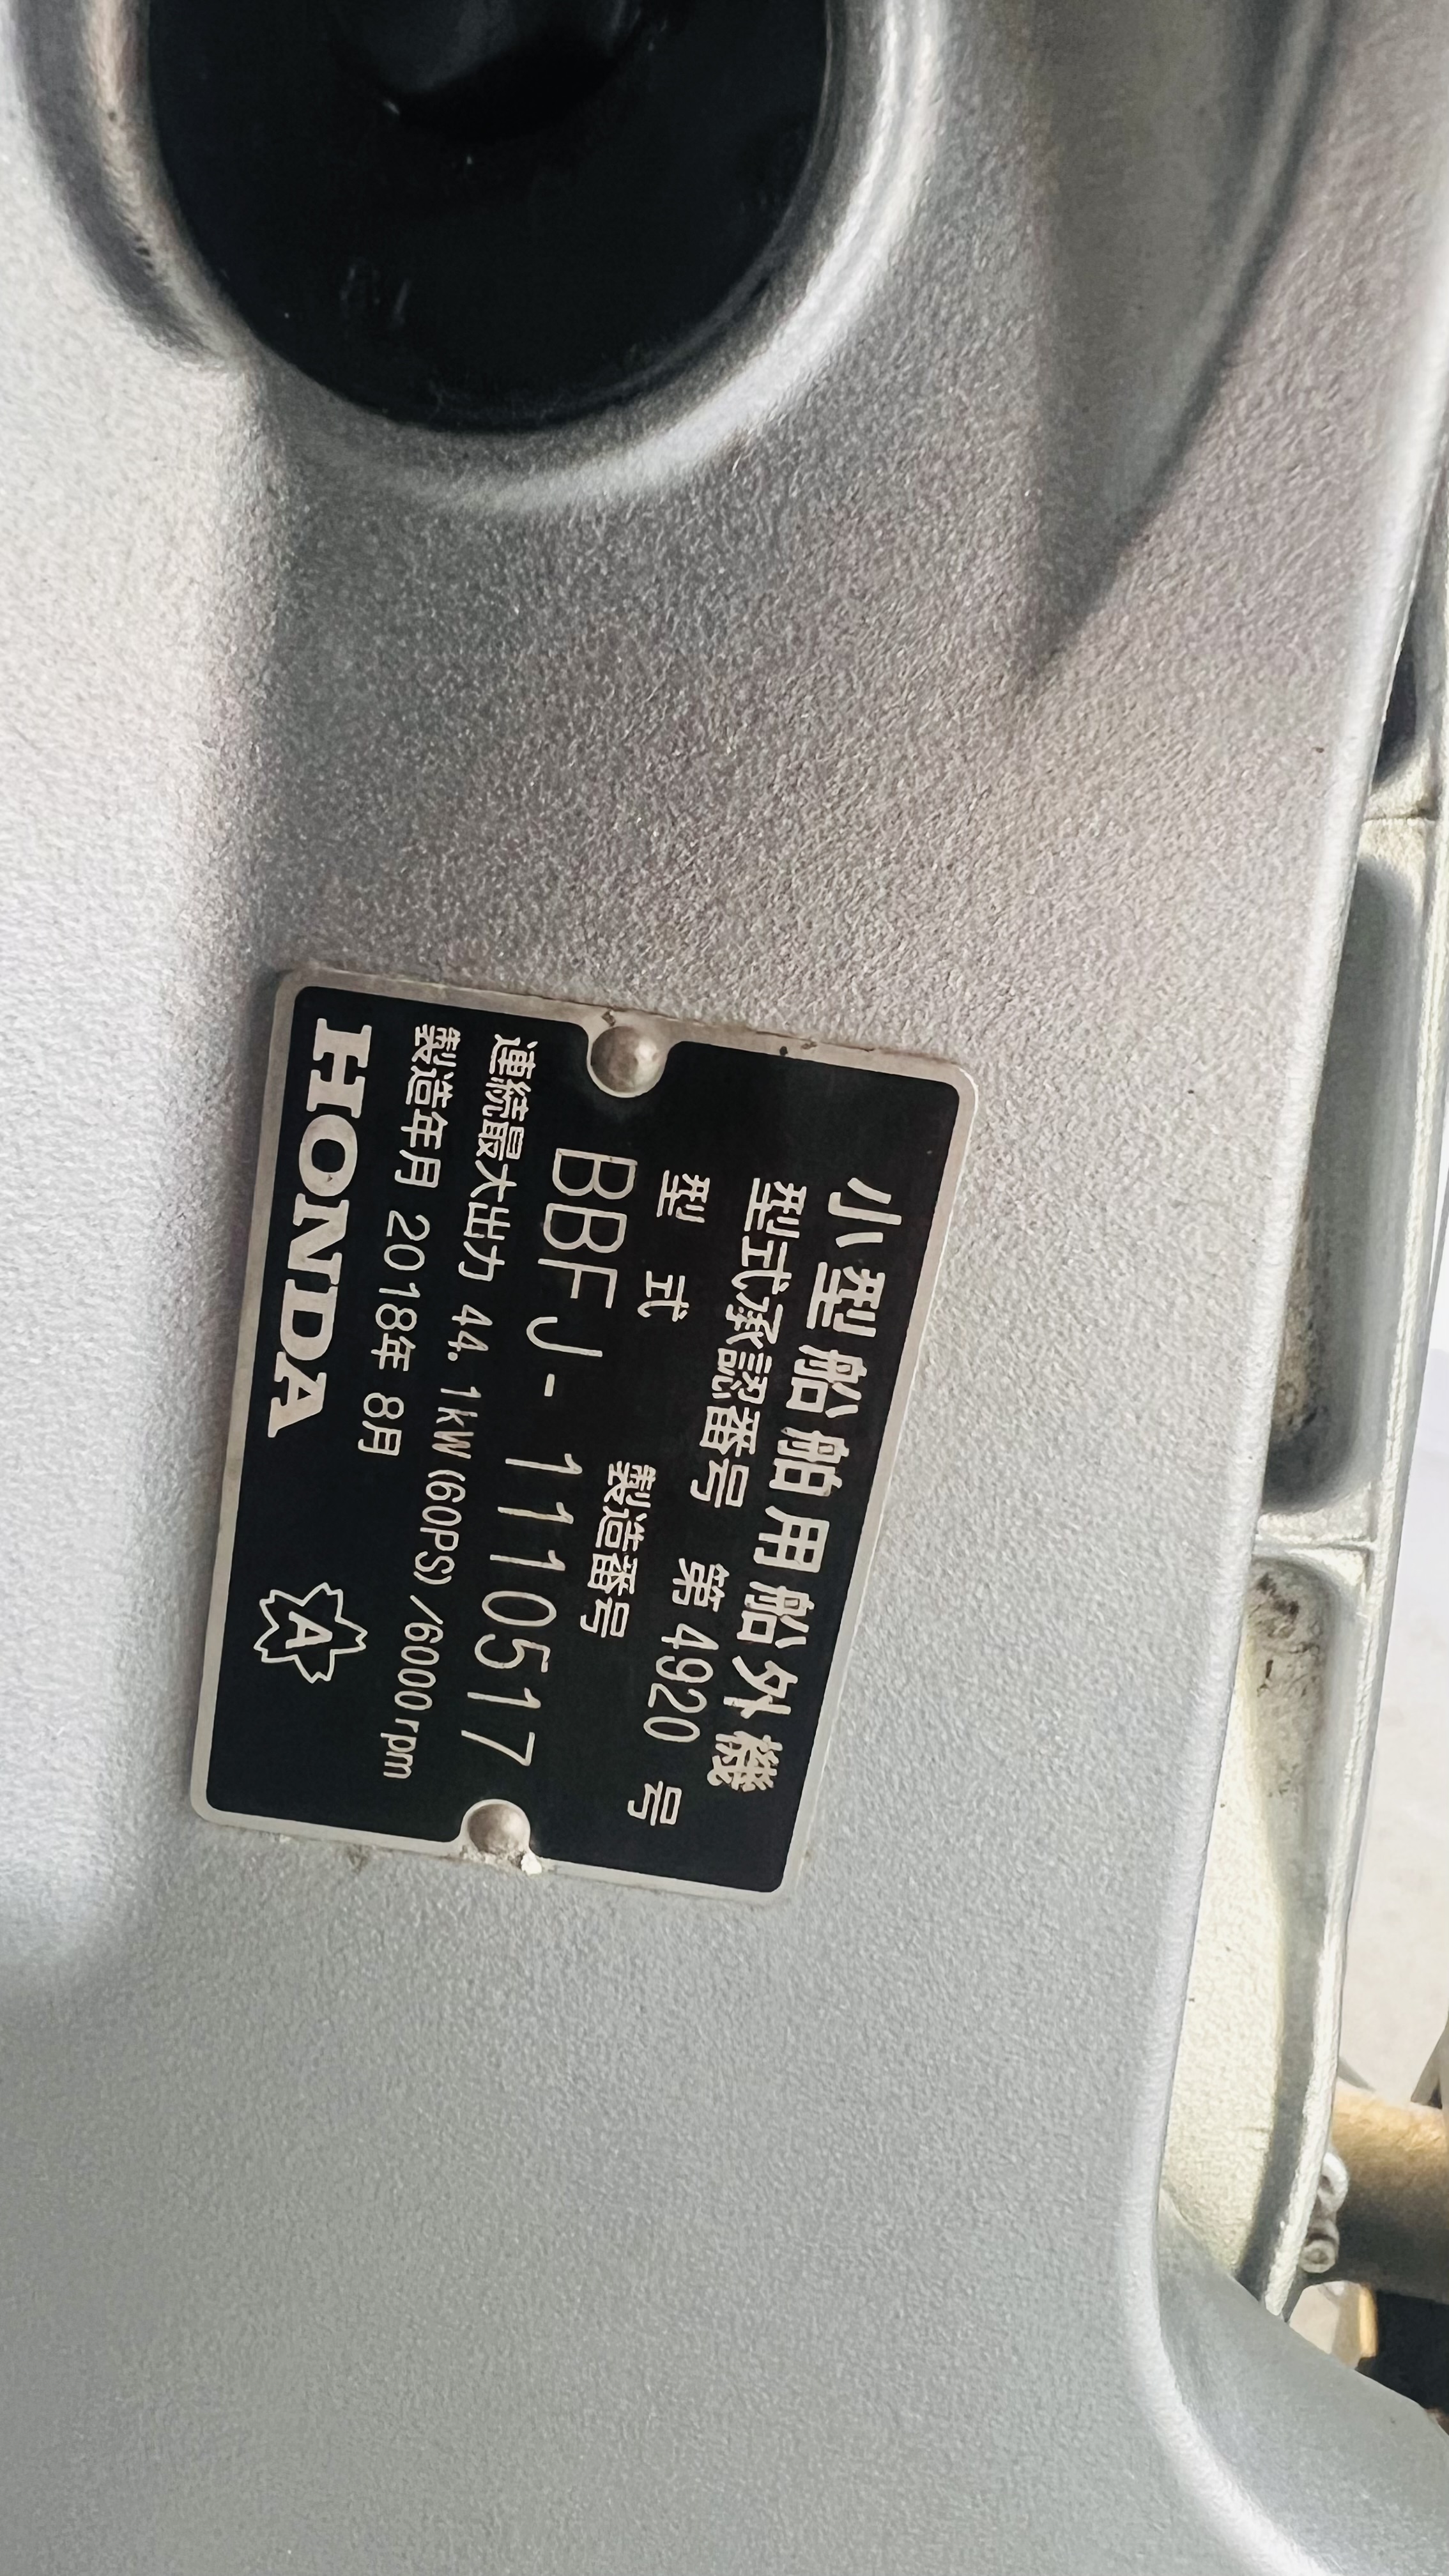 小型船舶用船外機
型式承認番号 第4920 号
型 式 製造番号
BBFJ-1110517
連続最大出力 44.1kW(60PS)/6000rpm
製造年月 2018年 8月
HONDA A